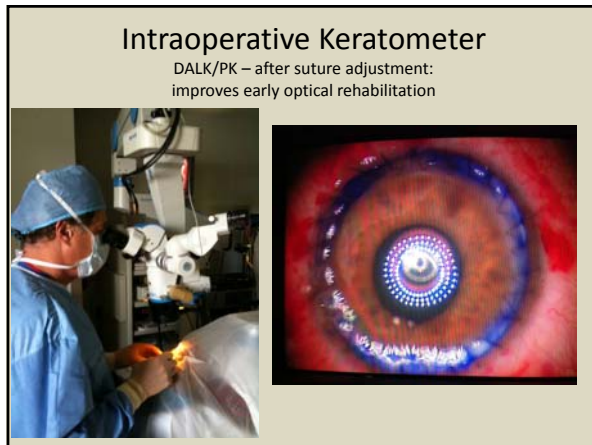 Intraoperative Keratometer
DALK/PK – after suture adjustment:
improves early optical rehabilitation